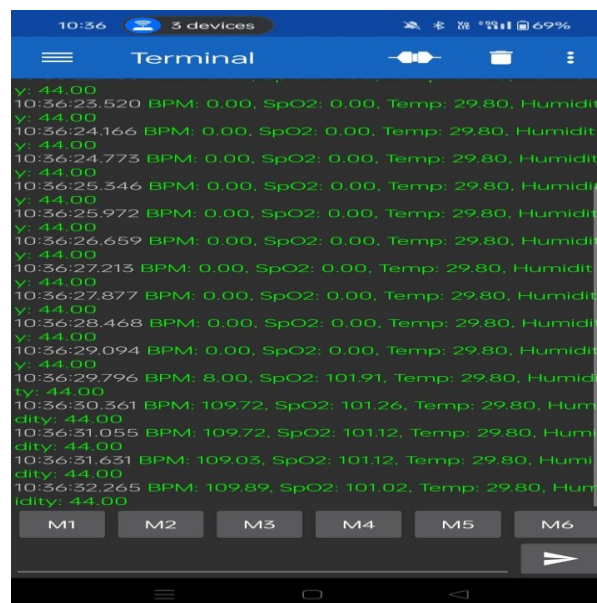 10:36 3 devices 69%
Terminal
y: 44.00
10:36:23.520 BPM: 0.00, SpO2: 0.00, Temp: 29.80, Humidit
y: 44.00
10:36:24.166 BPM: 0.00, SpO2: 0.00, Temp: 29.80, Humidit
y: 44.00
10:36:24.773 BPM: 0.00, SpO2: 0.00, Temp: 29.80, Humidit
y: 44.00
10:36:25.346 BPM: 0.00, SpO2: 0.00, Temp: 29.80, Humidit
y: 44.00
10:36:25.972 BPM: 0.00, SpO2: 0.00, Temp: 29.80, Humidit
y: 44.00
10:36:26.659 BPM: 0.00, SpO2: 0.00, Temp: 29.80, Humidit
y: 44.00
10:36:27.213 BPM: 0.00, SpO2: 0.00, Temp: 29.80, Humidit
y: 44.00
10:36:27.877 BPM: 0.00, SpO2: 0.00, Temp: 29.80, Humidit
y: 44.00
10:36:28.468 BPM: 0.00, SpO2: 0.00, Temp: 29.80, Humidit
y: 44.00
10:36:29.094 BPM: 0.00, SpO2: 0.00, Temp: 29.80, Humidit
y: 44.00
10:36:29.796 BPM: 8.00, SpO2: 101.91, Temp: 29.80, Humid
ty: 44.00
10:36:30.361 BPM: 109.72, SpO2: 101.26, Temp: 29.80, Hum
dity: 44.00
10:36:31.055 BPM: 109.72, SpO2: 101.12, Temp: 29.80, Humi
dity: 44.00
10:36:31.631 BPM: 109.03, SpO2: 101.12, Temp: 29.80, Humi
dity: 44.00
10:36:32.265 BPM: 109.89, SpO2: 101.02, Temp: 29.80, Hum
idity: 44.00
M1 M2 M3 M4 M5 M6